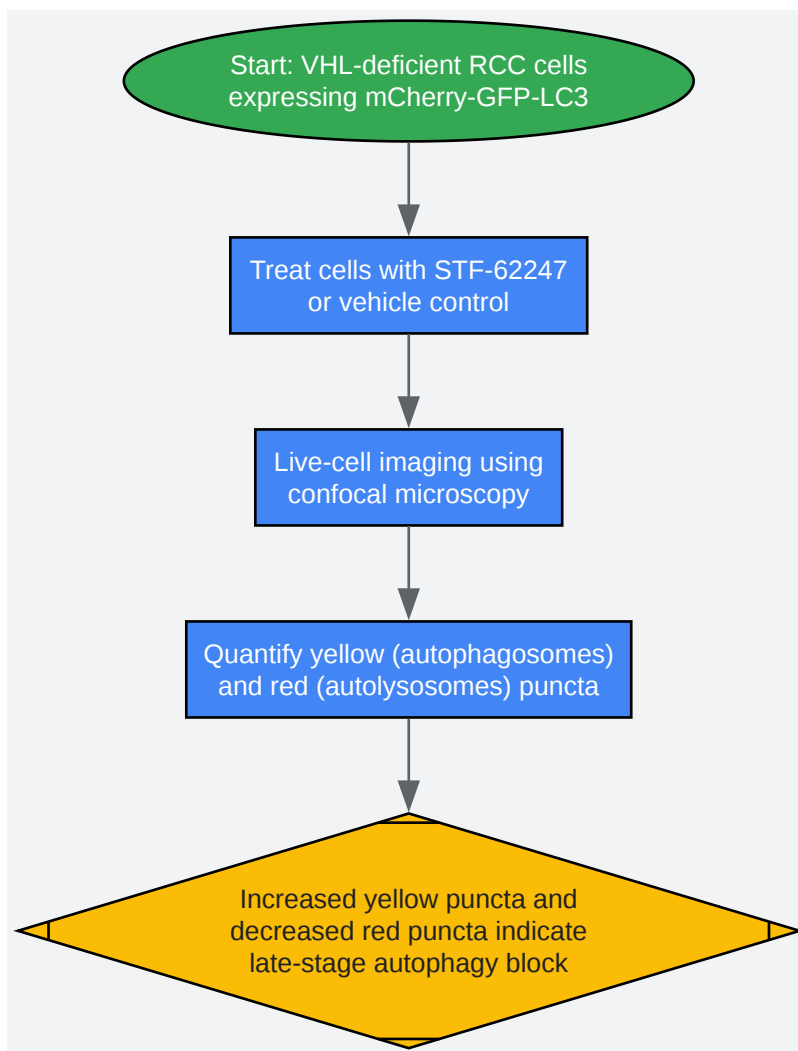 Start: VHL-deficient RCC cells
expressing mCherry-GFP-LC3
Treat cells with STF-62247
or vehicle control
Live-cell imaging using
confocal microscopy
Quantify yellow (autophagosomes)
and red (autolysosomes) puncta
Increased yellow puncta and
decreased red puncta indicate
late-stage autophagy block